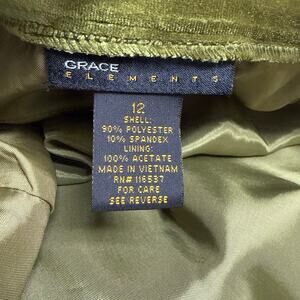 GRACE
ELEMENTS
12
SHELL:
90% POLYESTER
10% SPANDEX
LINING:
100% ACETATE
MADE IN VIETNAM
RN# 116537
FOR CARE
SEE REVERSE